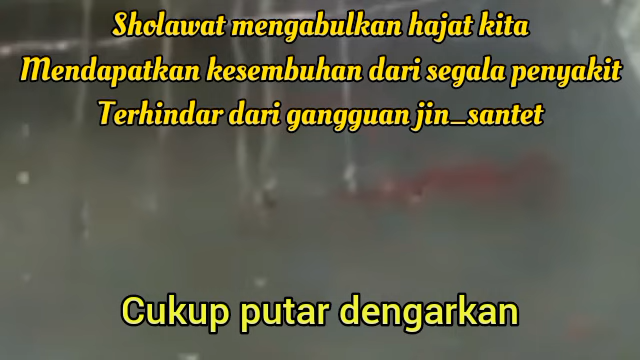 Sholawat mengabulkan hajat kita
Mendapatkan kesembuhan dari segala penyakit
Terhindar dari gangguan jin_santet
Cukup putar dengarkan